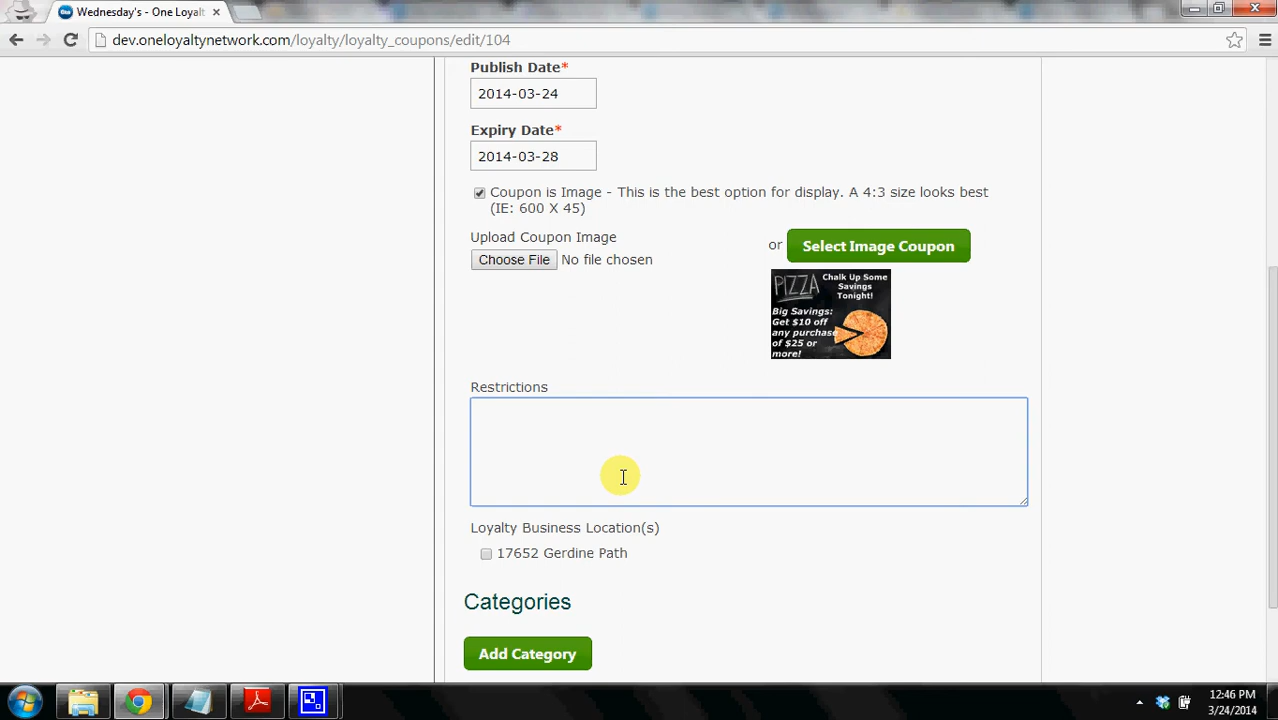 Wednesday's - One Loyalt
dev.oneloyaltynetwork.com/loyalty/loyalty_coupons/edit/104
Publish Date*
2014-03-24
Expiry Date*
2014-03-28
Coupon is Image - This is the best option for display. A 4:3 size looks best
(IE: 600 X 45)
Upload Coupon Image
or
Select Image Coupon
Choose File
No file chosen
PIZZA
Chalk Up Some
Savings
Tonight!
Big Savings:
Get $10 off
any purchase
of $25 or
more!
Restrictions
Loyalty Business Location(s)
17652 Gerdine Path
Categories
Add Category
12:46 PM
3/24/2014